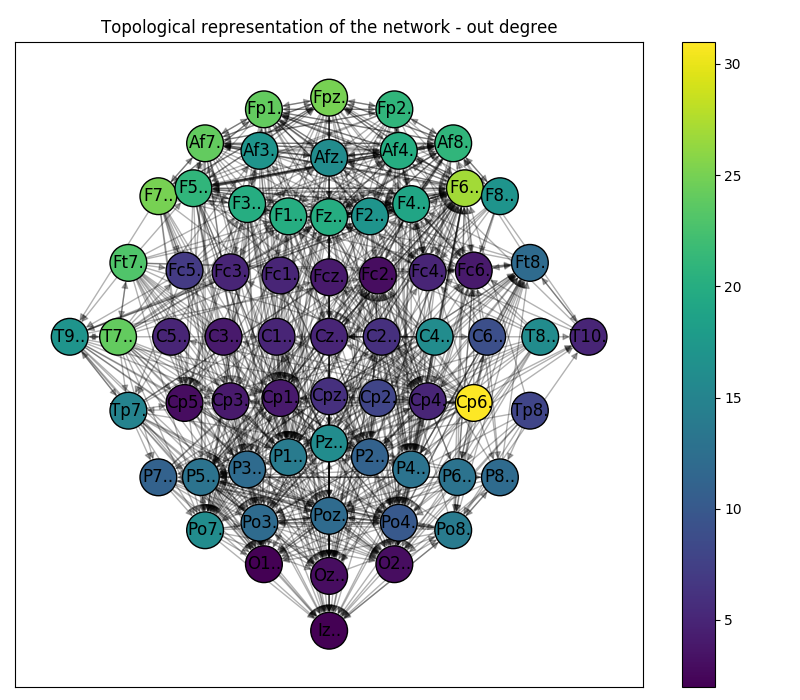 Topological representation of the network - out degree
Fpz.
Fp1. Fp2.
Af7. Af3. Afz. Af4. Af8.
F7.. F5.. F3.. F1.. Fz.. F2.. F4.. F6.. F8..
Ft7. Fc5. Fc3. Fc1. Fcz. Fc2. Fc4. Fc6. Ft8.
T9.. T7.. C5.. C3.. C1.. Cz.. C2.. C4.. C6.. T8.. T10.
Tp7. Cp5. Cp3. Cp1. Cpz. Cp2. Cp4. Cp6. Tp8.
P7.. P5.. P3.. P1.. Pz.. P2.. P4.. P6.. P8..
Po7. Po3. Poz. Po4. Po8.
O1.. Oz.. O2..
Iz..
30
25
20
15
10
5